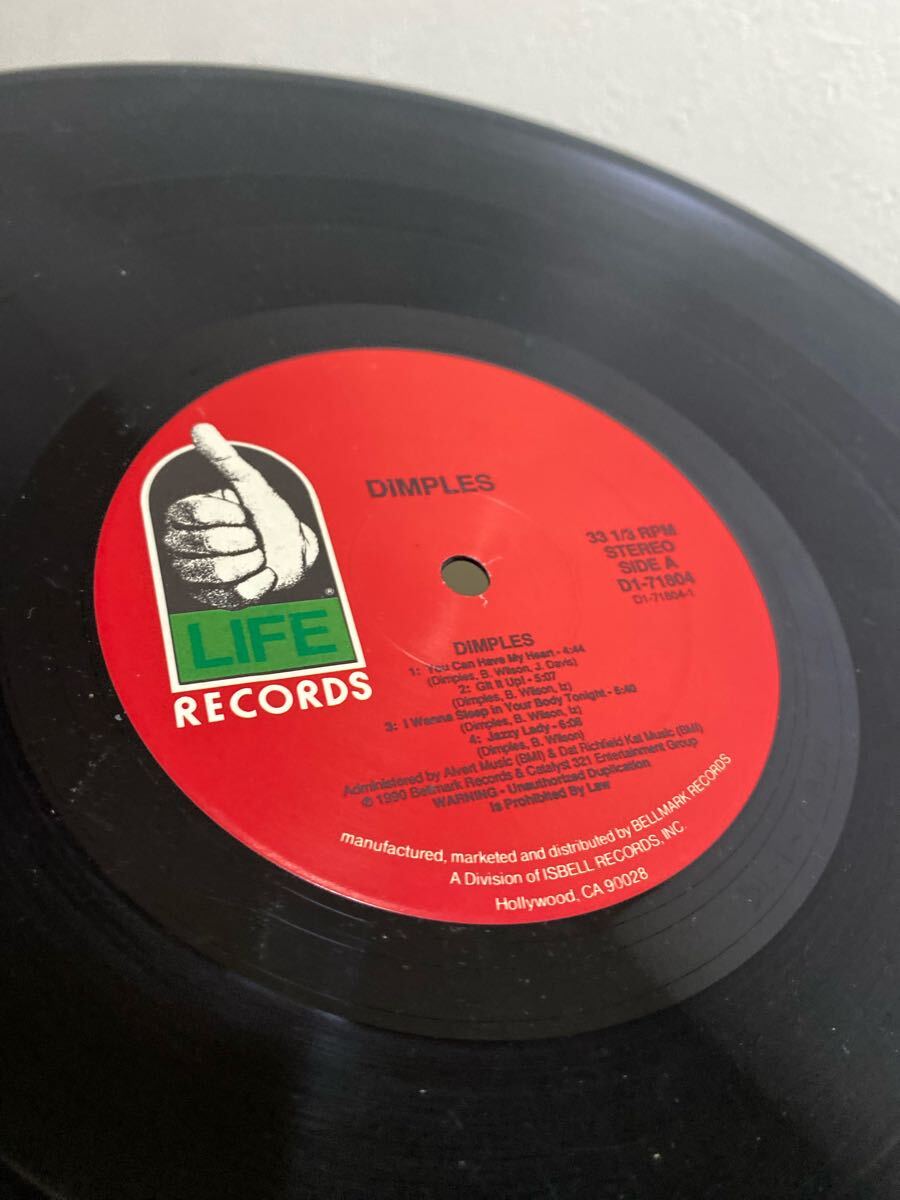 DiMPLES
33 1/3 RPM
STEREO
SIDE A
D1-71804
D1-71804-1
®
LIFE
RECORDS
DiMPLES
1: You Can Have My Heart - 4:44
(Dimples, B. Wilson, J. Davis)
2: Git It Up! - 5:07
(Dimples, B. Wilson, Iz)
3: I Wanna Sleep in Your Body Tonight - 5:40
(Dimples, B. Wilson, Iz)
4: Jazzy Lady - 6:08
(Dimples, B. Wilson)
Administered by Alvert Music (BMI) & Dat Richfield Kat Music (BMI)
℗ 1990 Bellmark Records & Catalyst 321 Entertainment Group
WARNING - Unauthorized Duplication
Is Prohibited By Law
manufactured, marketed and distributed by BELLMARK RECORDS
A Division of ISBELL RECORDS, INC.
Hollywood, CA 90028